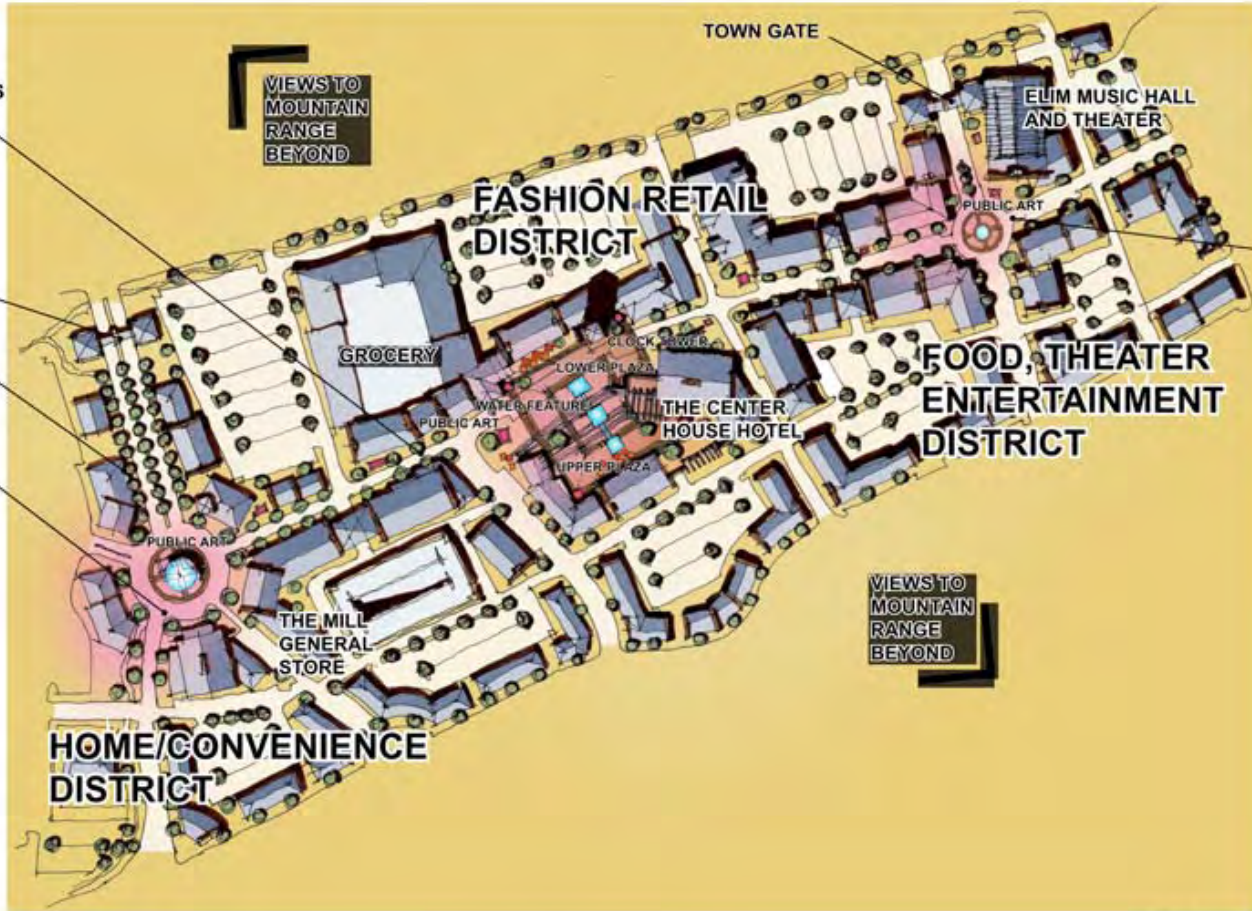 TOWN GATE
S
VIEWS TO
MOUNTAIN
RANGE
BEYOND
ELIM MUSIC HALL
AND THEATER
FASHION RETAIL
DISTRICT
PUBLIC ART
GROCERY
CLOCK TOWER
LOWER PLAZA
WATER FEATURE
PUBLIC ART
THE CENTER
HOUSE HOTEL
UPPER PLAZA
FOOD, THEATER
ENTERTAINMENT
DISTRICT
PUBLIC ART
THE MILL
GENERAL
STORE
VIEWS TO
MOUNTAIN
RANGE
BEYOND
HOME/CONVENIENCE
DISTRICT